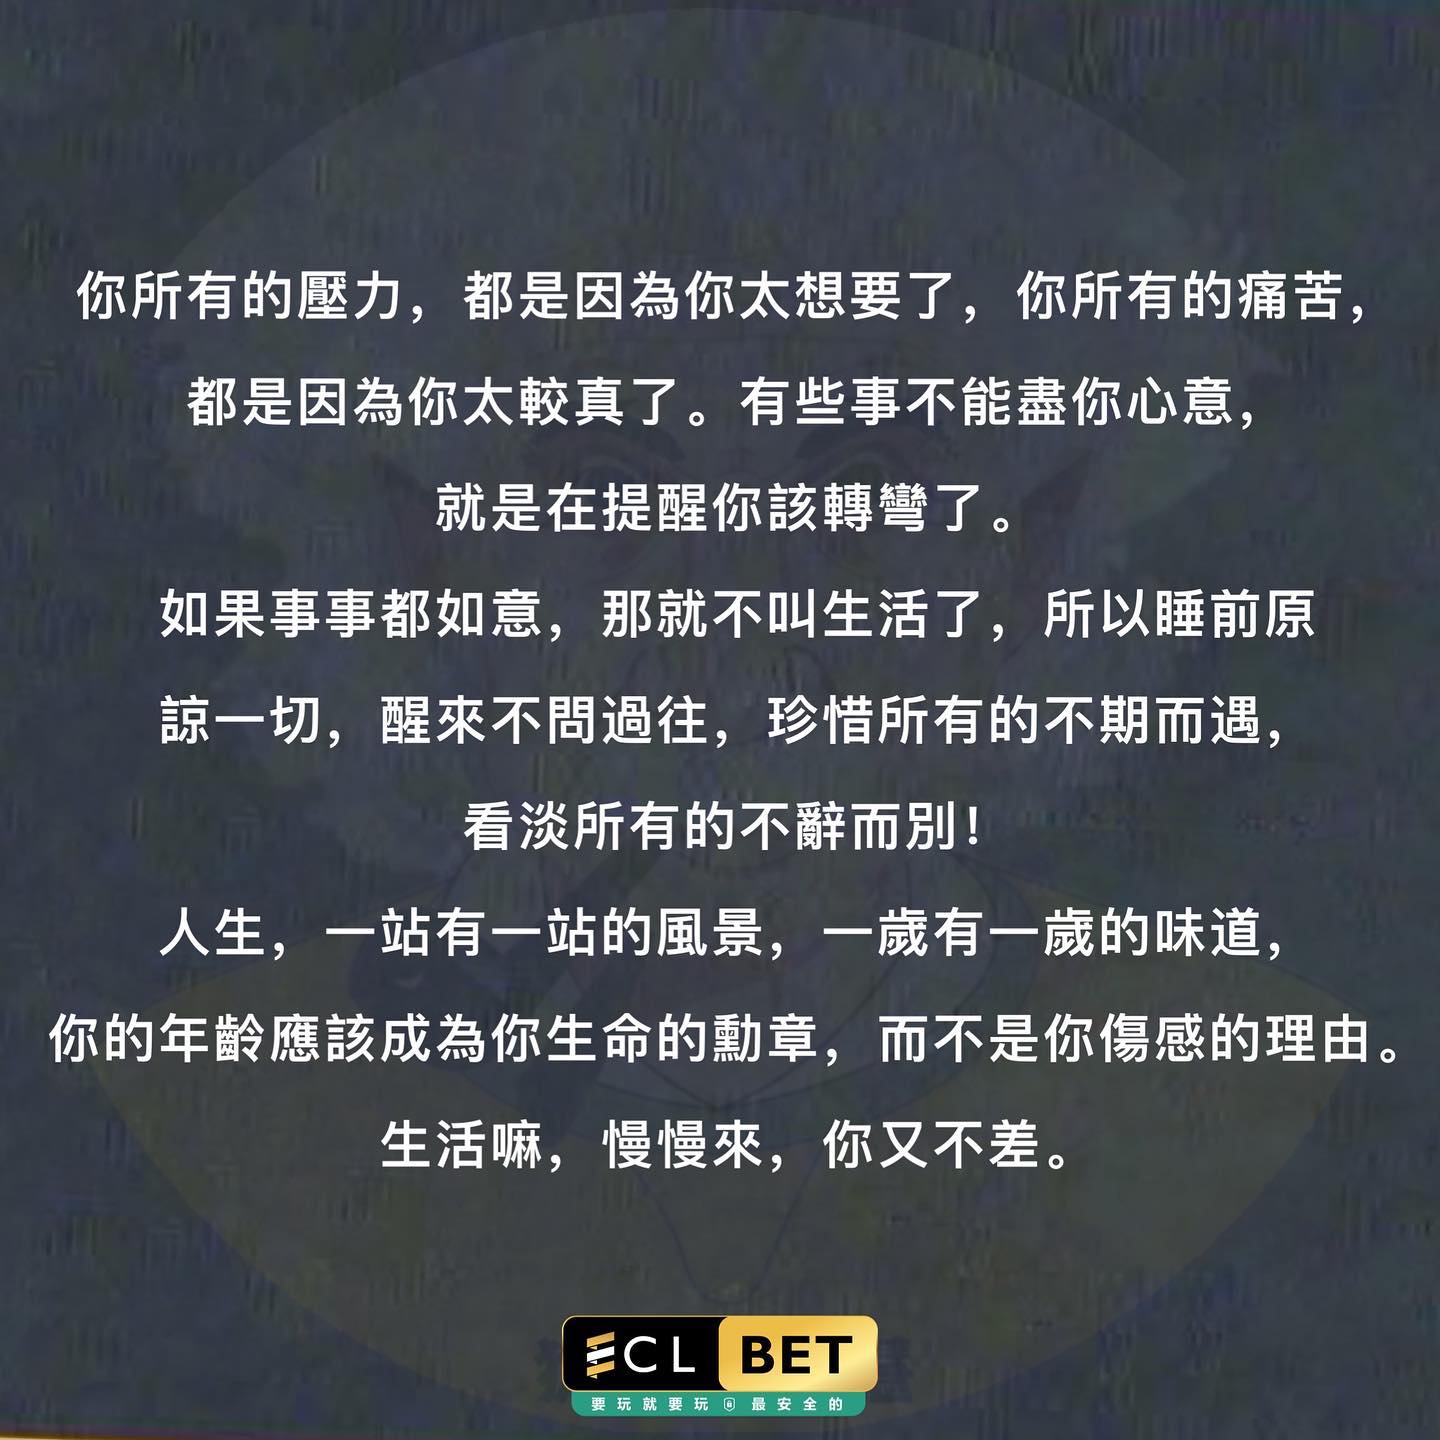 你所有的壓力，都是因為你太想要了，你所有的痛苦，
都是因為你太較真了。有些事不能盡你心意，
就是在提醒你該轉彎了。
如果事事都如意，那就不叫生活了，所以睡前原
諒一切，醒來不問過往，珍惜所有的不期而遇，
看淡所有的不辭而別！
人生，一站有一站的風景，一歲有一歲的味道，
你的年齡應該成為你生命的勳章，而不是你傷感的理由。
生活嘛，慢慢來，你又不差。
ECLBET
要玩就要玩 最安全的